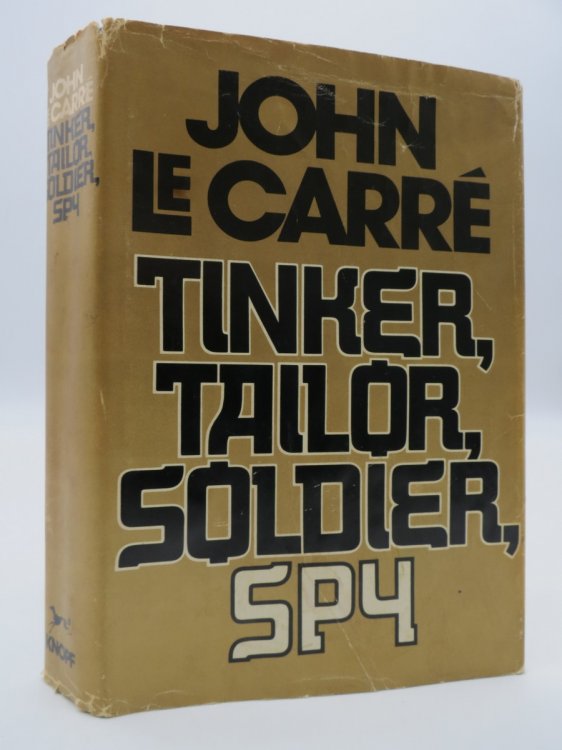 JOHN
LE CARRÉ
TINKER,
TAILOR,
SOLDIER,
SPY
JOHN
LE CARRÉ
TINKER,
TAILOR,
SOLDIER,
SPY
KNOPF